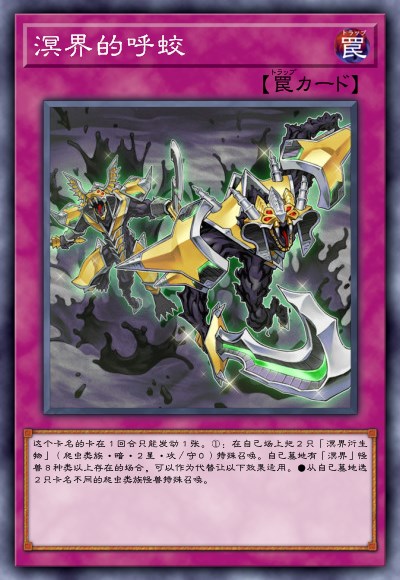 溟界的呼蛟
トラップ
罠
トラップ
【罠カード】
这个卡名的卡在1回合只能发动1张。①：在自己场上把2只「溟界衍生
物」（爬虫类族·暗·2星·攻／守0）特殊召唤。自己墓地有「溟界」怪
兽8种类以上存在的场合，可以作为代替让以下效果适用。●从自己墓地选
2只卡名不同的爬虫类族怪兽特殊召唤。